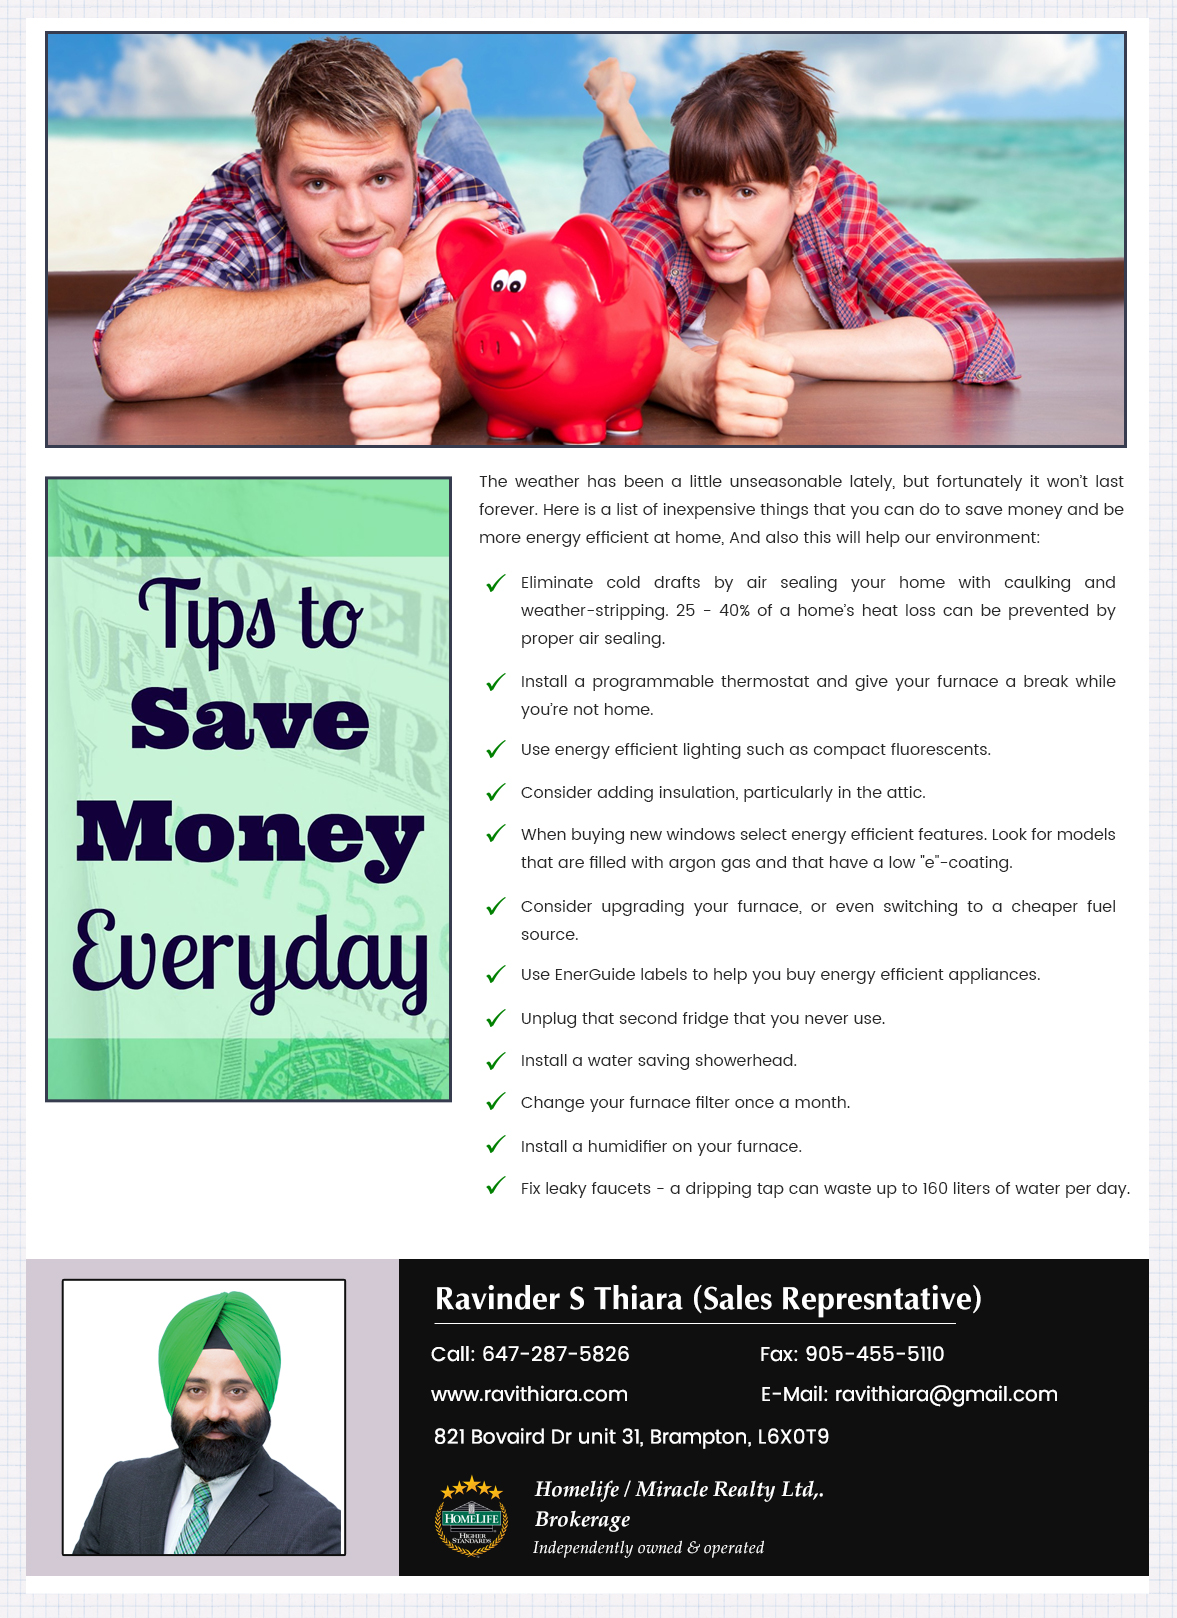 Tips to
Save
Money
Everyday
The weather has been a little unseasonable lately, but fortunately it won't last
forever. Here is a list of inexpensive things that you can do to save money and be
more energy efficient at home, And also this will help our environment:
Eliminate cold drafts by air sealing your home with caulking and
weather-stripping. 25 - 40% of a home's heat loss can be prevented by
proper air sealing.
Install a programmable thermostat and give your furnace a break while
you're not home.
Use energy efficient lighting such as compact fluorescents.
Consider adding insulation, particularly in the attic.
When buying new windows select energy efficient features. Look for models
that are filled with argon gas and that have a low "e"-coating.
Consider upgrading your furnace, or even switching to a cheaper fuel
source.
Use EnerGuide labels to help you buy energy efficient appliances.
Unplug that second fridge that you never use.
Install a water saving showerhead.
Change your furnace filter once a month.
Install a humidifier on your furnace.
Fix leaky faucets - a dripping tap can waste up to 160 liters of water per day.
Ravinder S Thiara (Sales Represntative)
Call: 647-287-5826
Fax: 905-455-5110
www.ravithiara.com
E-Mail: ravithiara@gmail.com
821 Bovaird Dr unit 31, Brampton, L6X0T9
HOMELIFE
HIGHER
STANDARDS
Homelife / Miracle Realty Ltd,.
Brokerage
Independently owned & operated